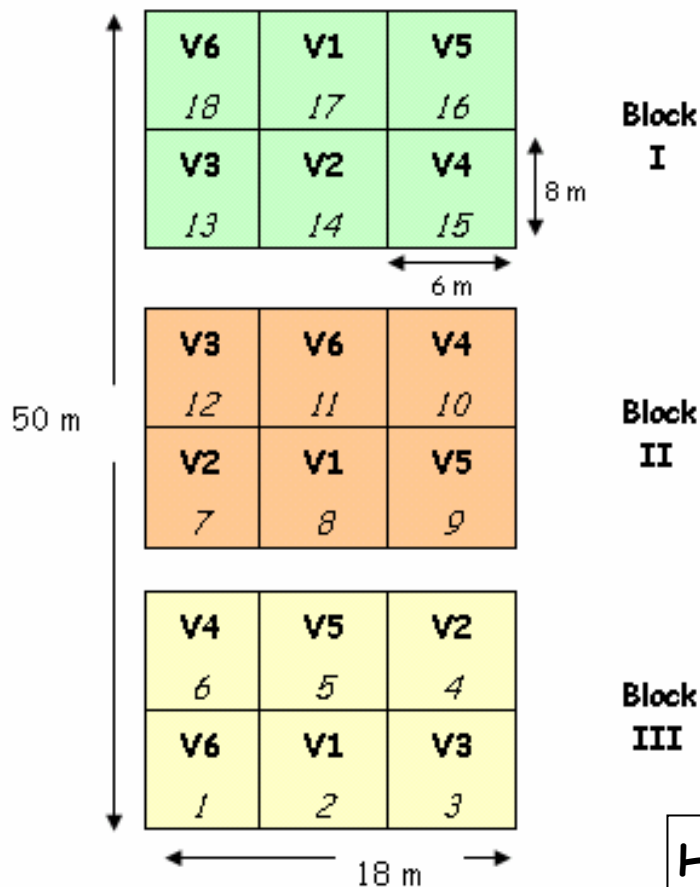 V6 V1 V5
18 17 16
Block
I
V3 V2 V4
13 14 15
8 m
6 m
V3 V6 V4
12 11 10
50 m
Block
II
V2 V1 V5
7 8 9
V4 V5 V2
6 5 4
Block
III
V6 V1 V3
1 2 3
18 m